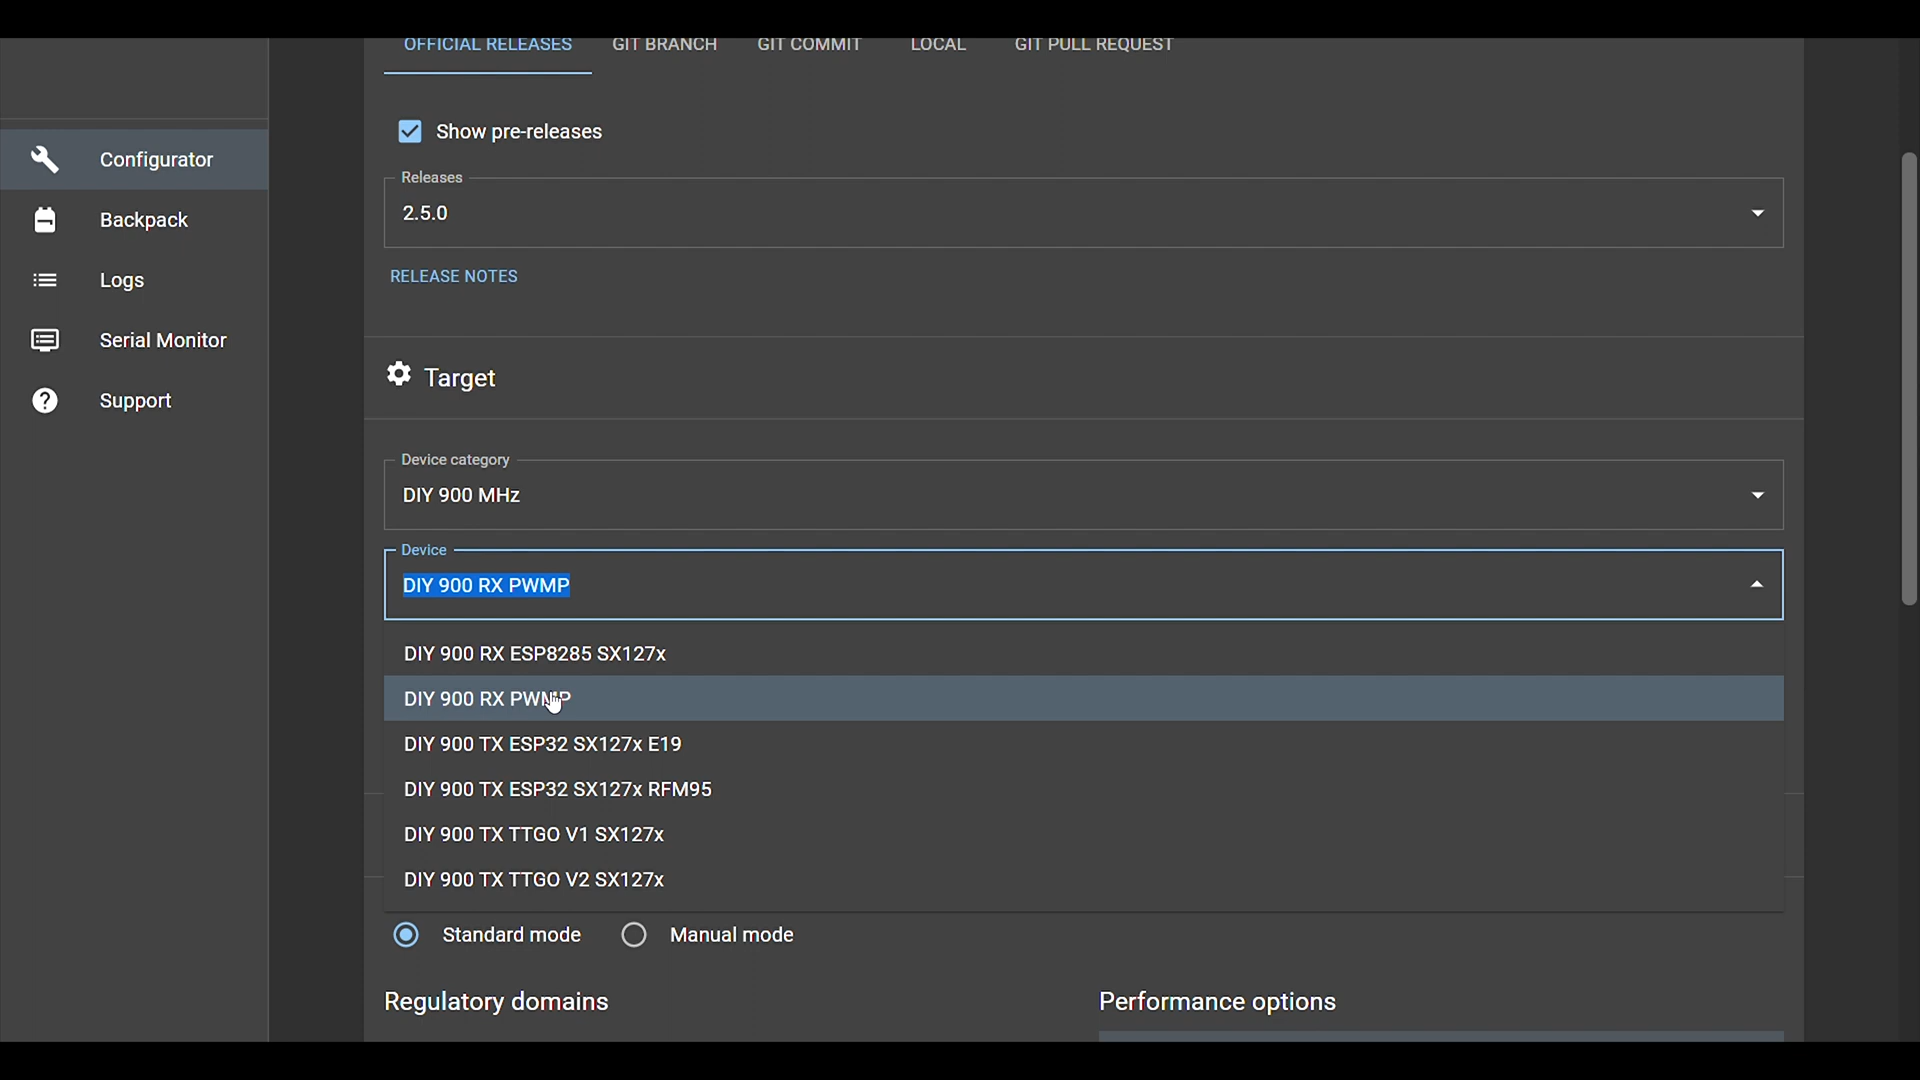 OFFICIAL RELEASES GIT BRANCH GIT COMMIT LOCAL GIT PULL REQUEST
Show pre-releases
Configurator
Releases
2.5.0
Backpack
RELEASE NOTES
Logs
Serial Monitor
Target
Support
Device category
DIY 900 MHz
Device
DIY 900 RX PWMP
DIY 900 RX ESP8285 SX127x
DIY 900 RX PWMP
DIY 900 TX ESP32 SX127x E19
DIY 900 TX ESP32 SX127x RFM95
DIY 900 TX TTGO V1 SX127x
DIY 900 TX TTGO V2 SX127x
Standard mode Manual mode
Regulatory domains Performance options